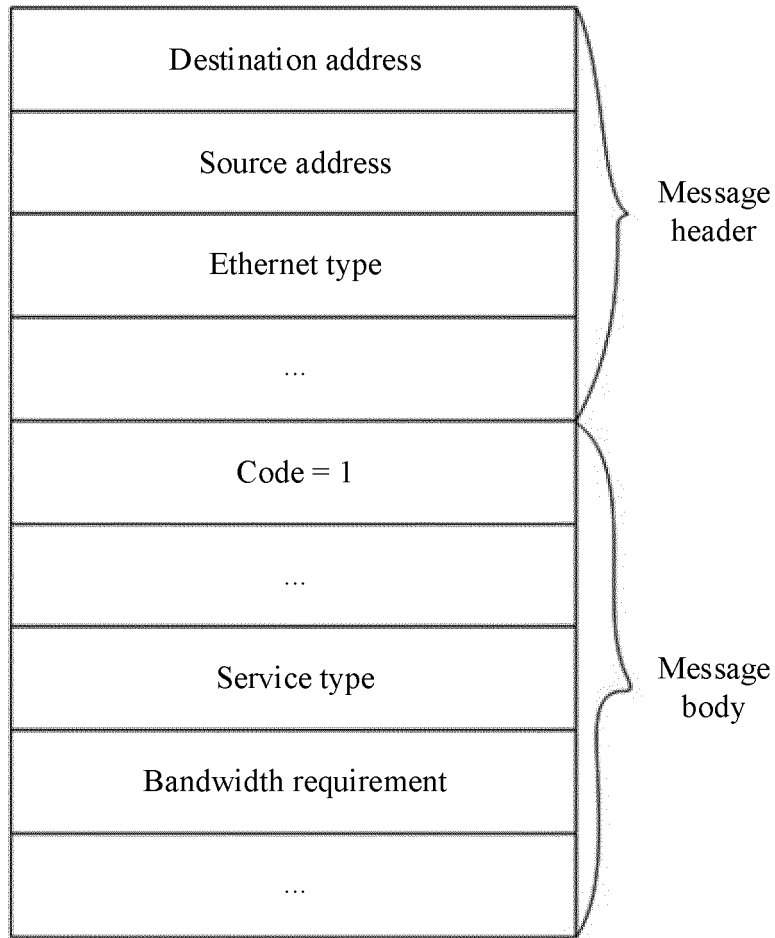 Destination address
Source address
Ethernet type
...
Message
header
Code = 1
...
Service type
Bandwidth requirement
...
Message
body